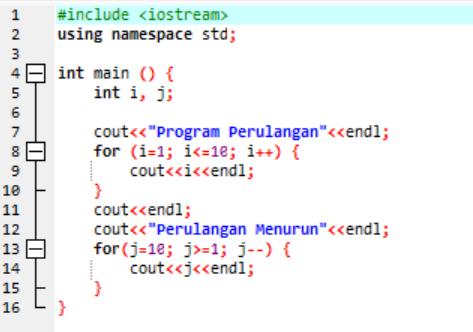 1 #include <iostream>
2 using namespace std;
3
4 int main () {
5 int i, j;
6
7 cout<<"Program Perulangan"<<endl;
8 for (i=1; i<=10; i++) {
9 cout<<i<<endl;
10 }
11 cout<<endl;
12 cout<<"Perulangan Menurun"<<endl;
13 for(j=10; j>=1; j--) {
14 cout<<j<<endl;
15 }
16 }